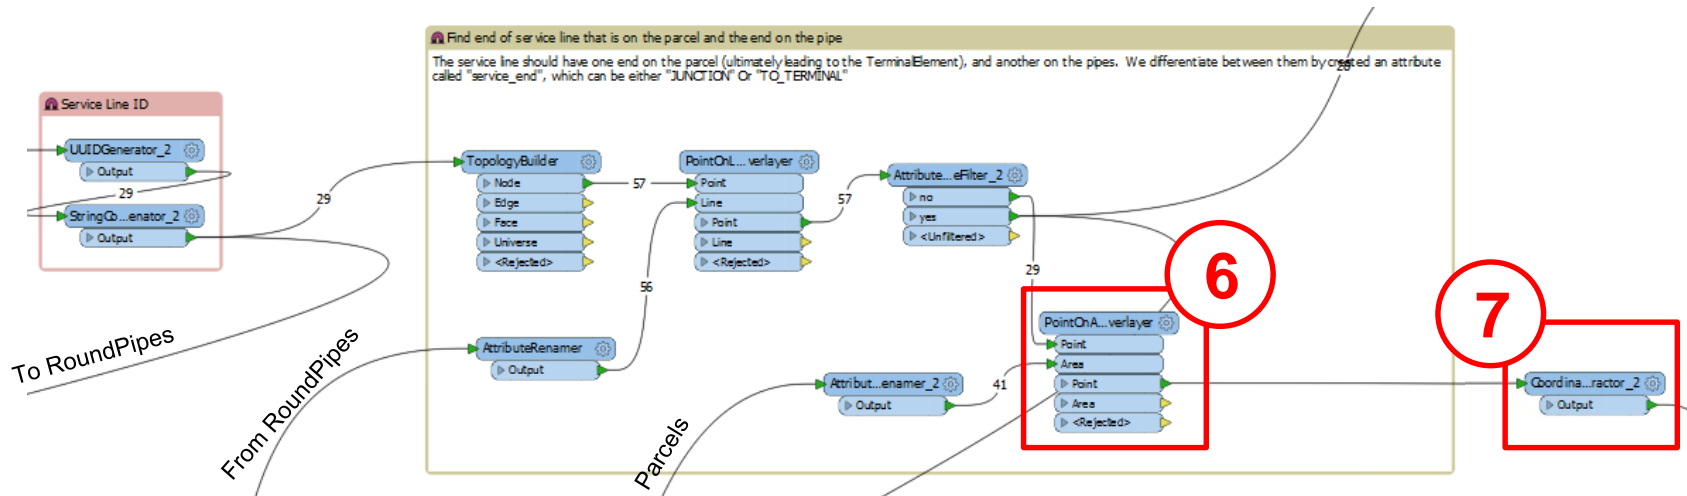 Find end of service line that is on the parcel and the end on the pipe
The service line should have one end on the parcel (ultimately leading to the TerminalElement), and another on the pipes. We differentiate between them by created an attribute
called "service_end", which can be either "JUNCTION" Or "TO_TERMINAL"
28
Service Line ID
UUIDGenerator_2
Output
29
StringCo...enator_2
Output
29
TopologyBuilder
Node
Edge
Face
Universe
<Rejected>
57
PointOnL...verlayer
Point
Line
Point
Line
<Rejected>
57
56
Attribute...eFilter_2
no
yes
<Unfiltered>
29
6
7
To RoundPipes
From RoundPipes
AttributeRenamer
Output
Parcels
Attribut...enamer_2
Output
41
PointOnA...verlayer
Point
Area
Point
Area
<Rejected>
Coordina...ractor_2
Output